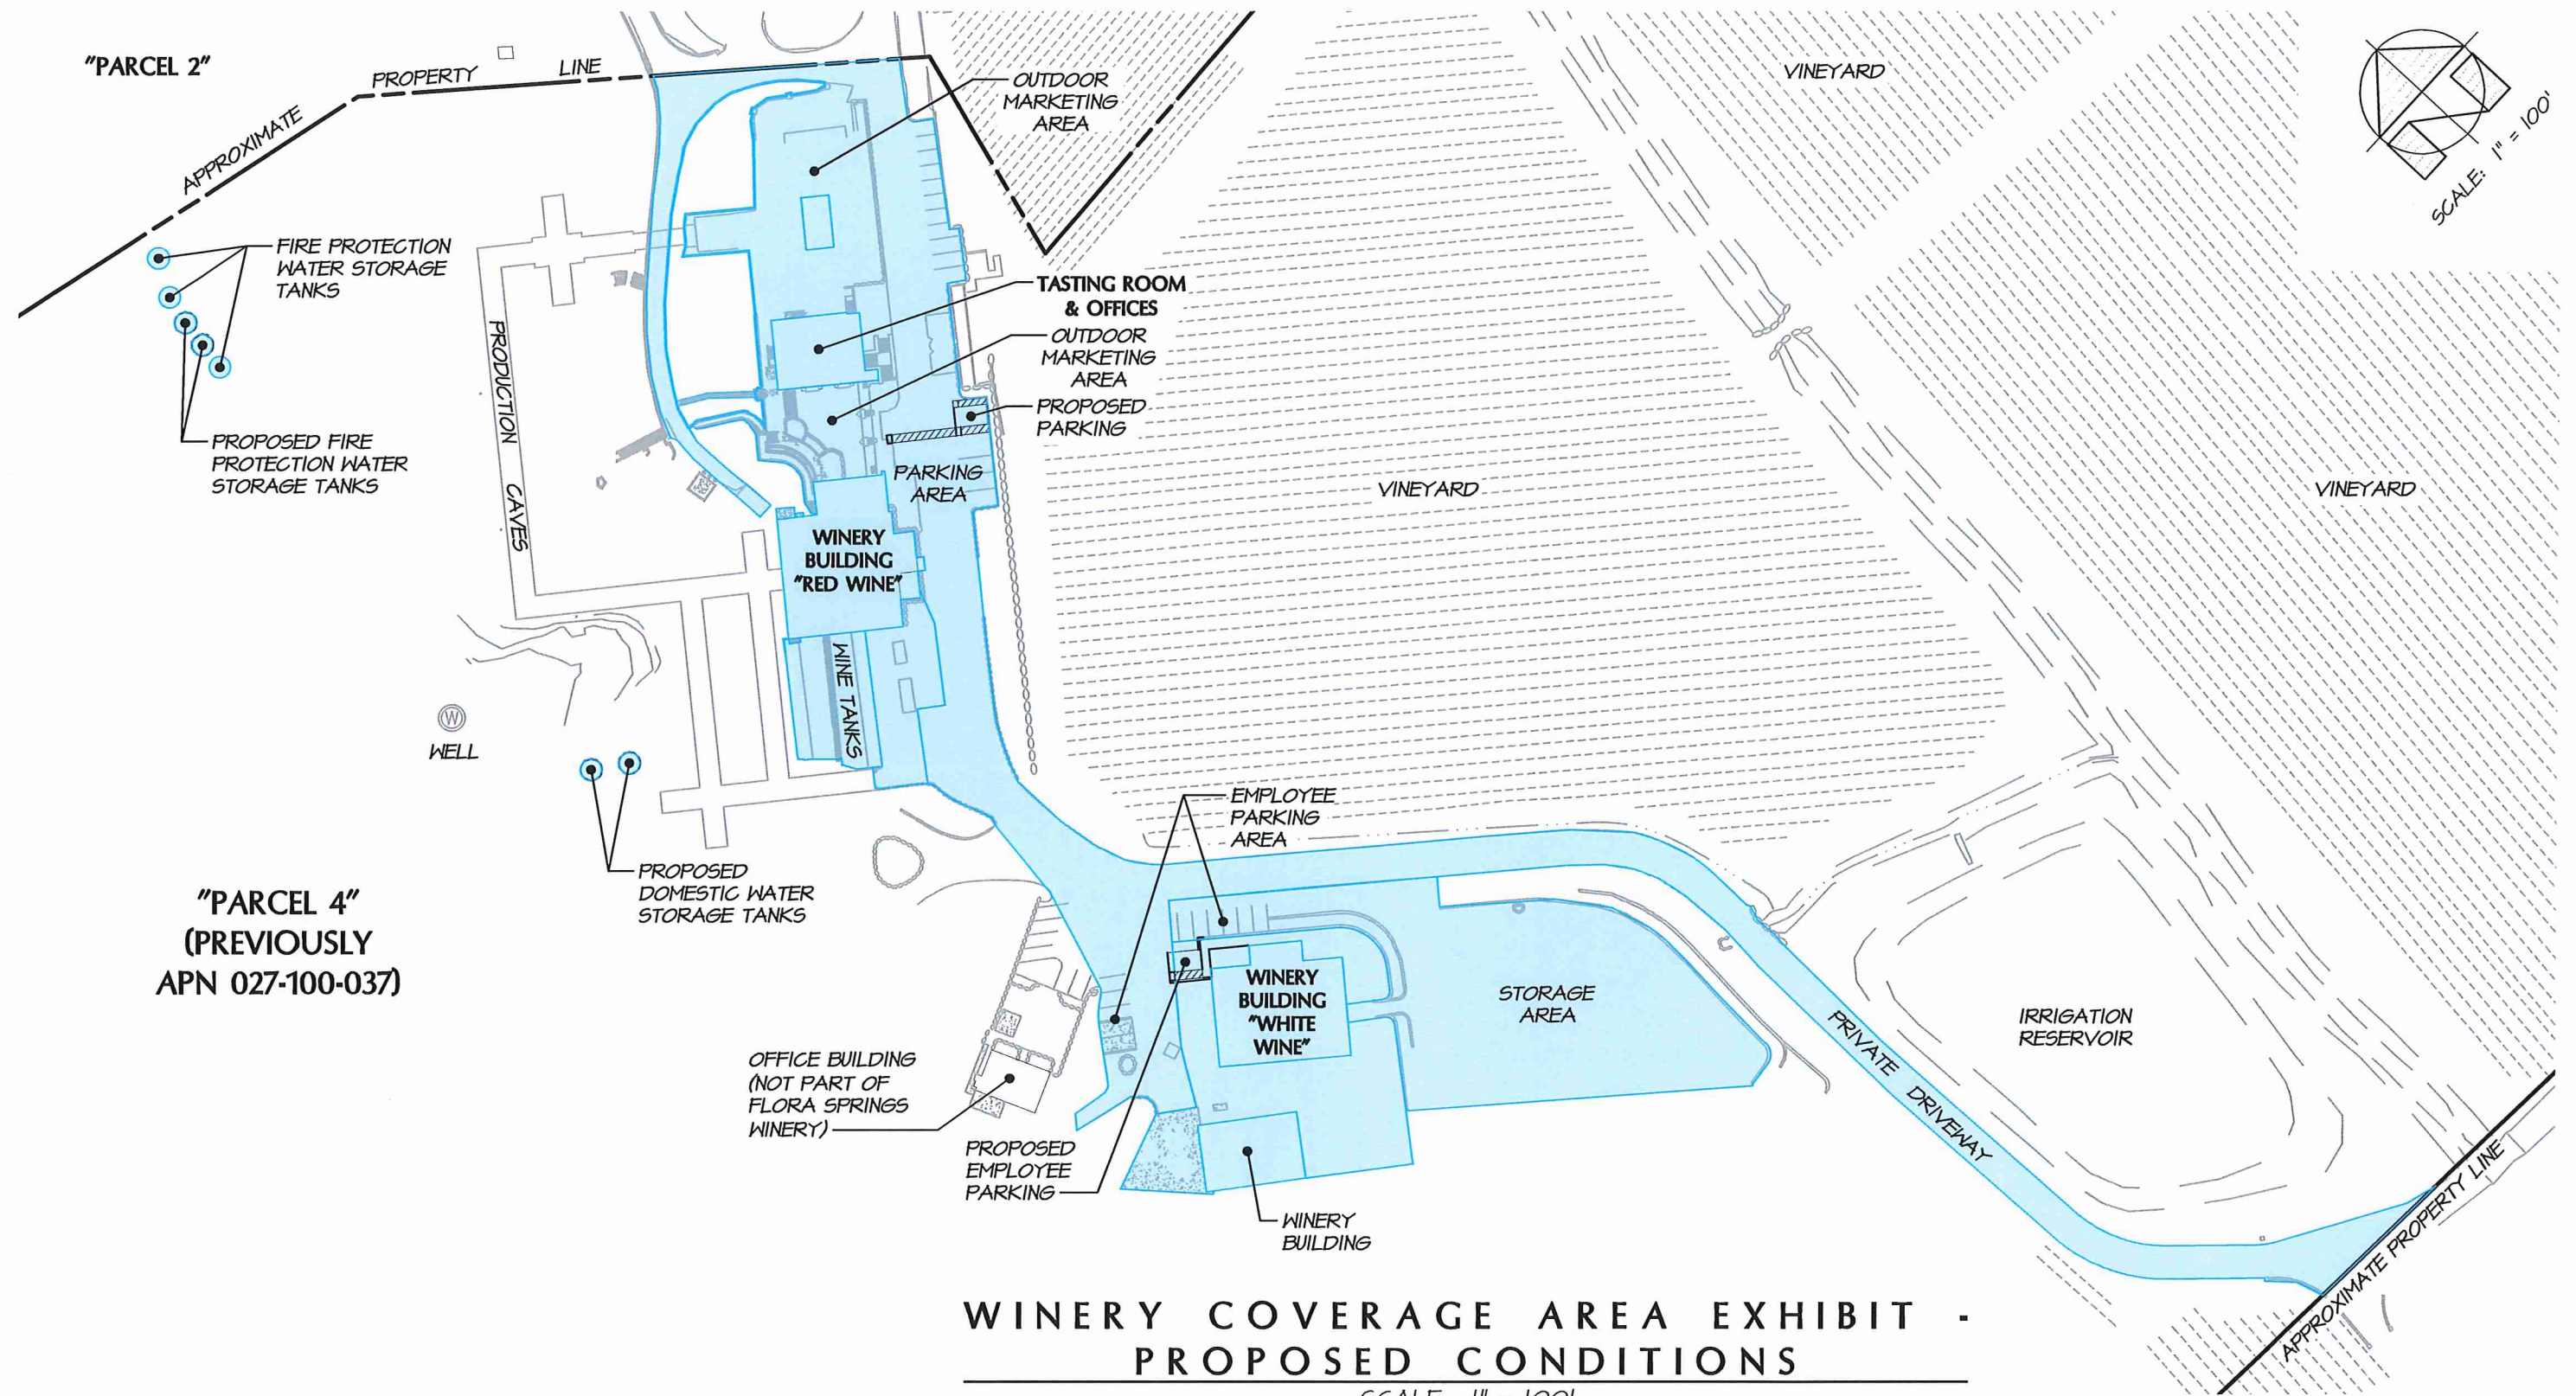 "PARCEL 2"
APPROXIMATE PROPERTY LINE
OUTDOOR
MARKETING
AREA
VINEYARD
SCALE: 1" = 100'
FIRE PROTECTION
WATER STORAGE
TANKS
TASTING ROOM
& OFFICES
OUTDOOR
MARKETING
AREA
PROPOSED
PARKING
PRODUCTION CAVES
PROPOSED FIRE
PROTECTION WATER
STORAGE TANKS
PARKING
AREA
VINEYARD
VINEYARD
WINERY
BUILDING
"RED WINE"
WINE TANKS
W
WELL
EMPLOYEE
PARKING
AREA
PROPOSED
DOMESTIC WATER
STORAGE TANKS
"PARCEL 4"
(PREVIOUSLY
APN 027-100-037)
WINERY
BUILDING
"WHITE
WINE"
STORAGE
AREA
PRIVATE DRIVEWAY
IRRIGATION
RESERVOIR
OFFICE BUILDING
(NOT PART OF
FLORA SPRINGS
WINERY)
PROPOSED
EMPLOYEE
PARKING
WINERY
BUILDING
APPROXIMATE PROPERTY LINE
WINERY COVERAGE AREA EXHIBIT -
PROPOSED CONDITIONS
SCALE: 1" = 100'